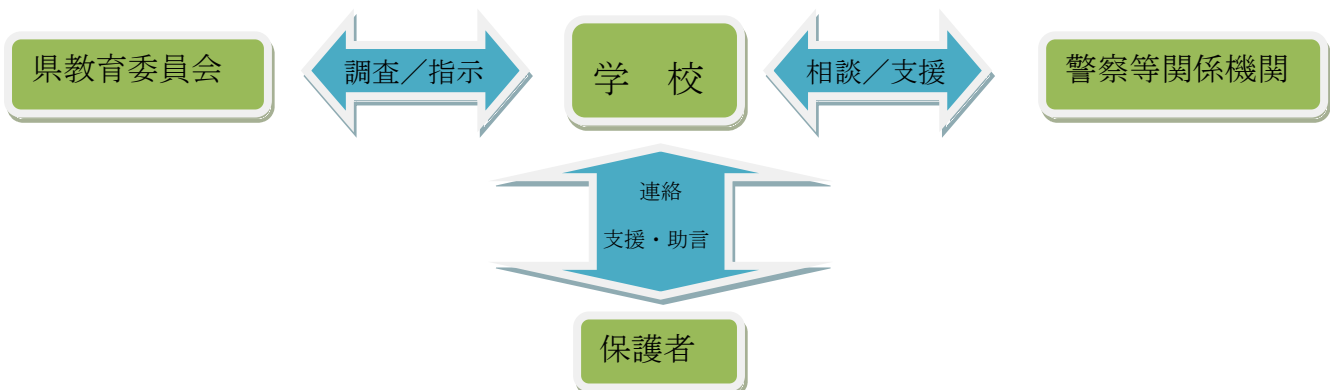 県教育委員会
調査／指示
学　校
相談／支援
警察等関係機関
連絡
支援・助言
保護者